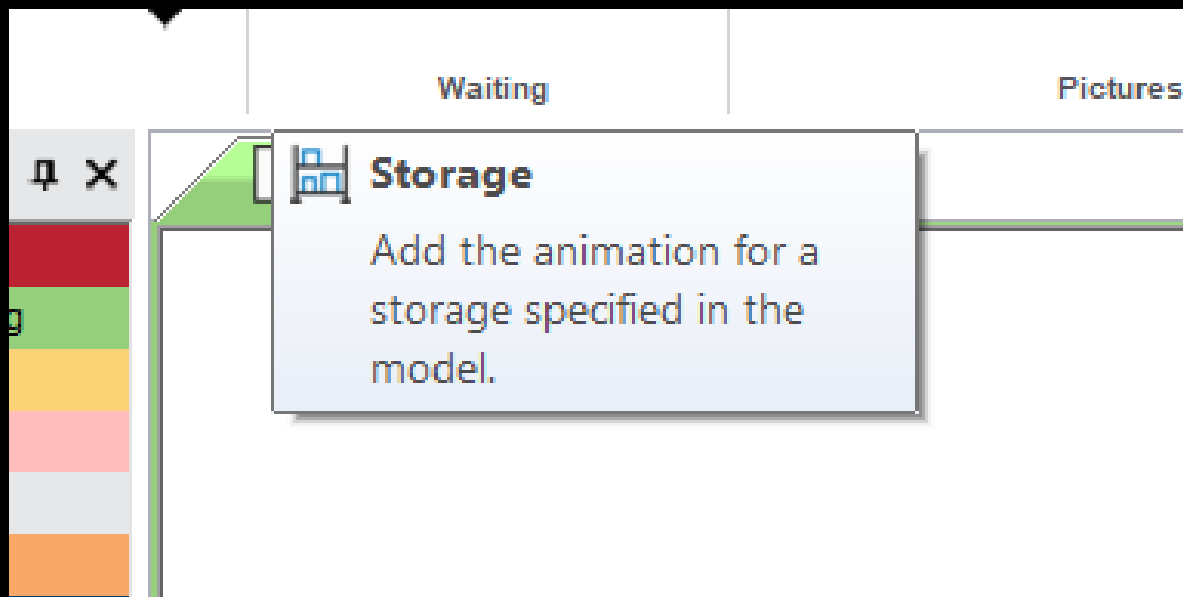 Waiting
Pictures
Storage
Add the animation for a
storage specified in the
model.
g